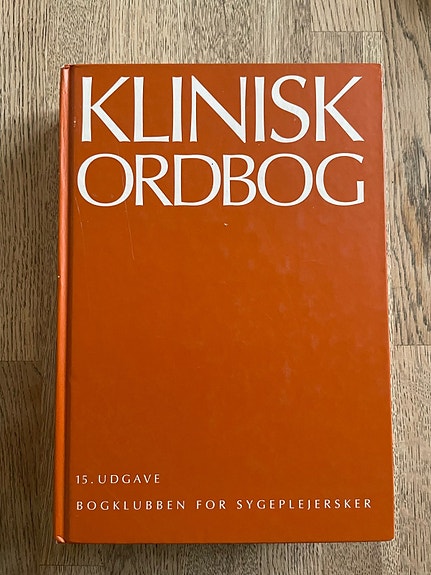 KLINISK
ORDBOG
15. UDGAVE
BOGKLUBBEN FOR SYGEPLEJERSKER